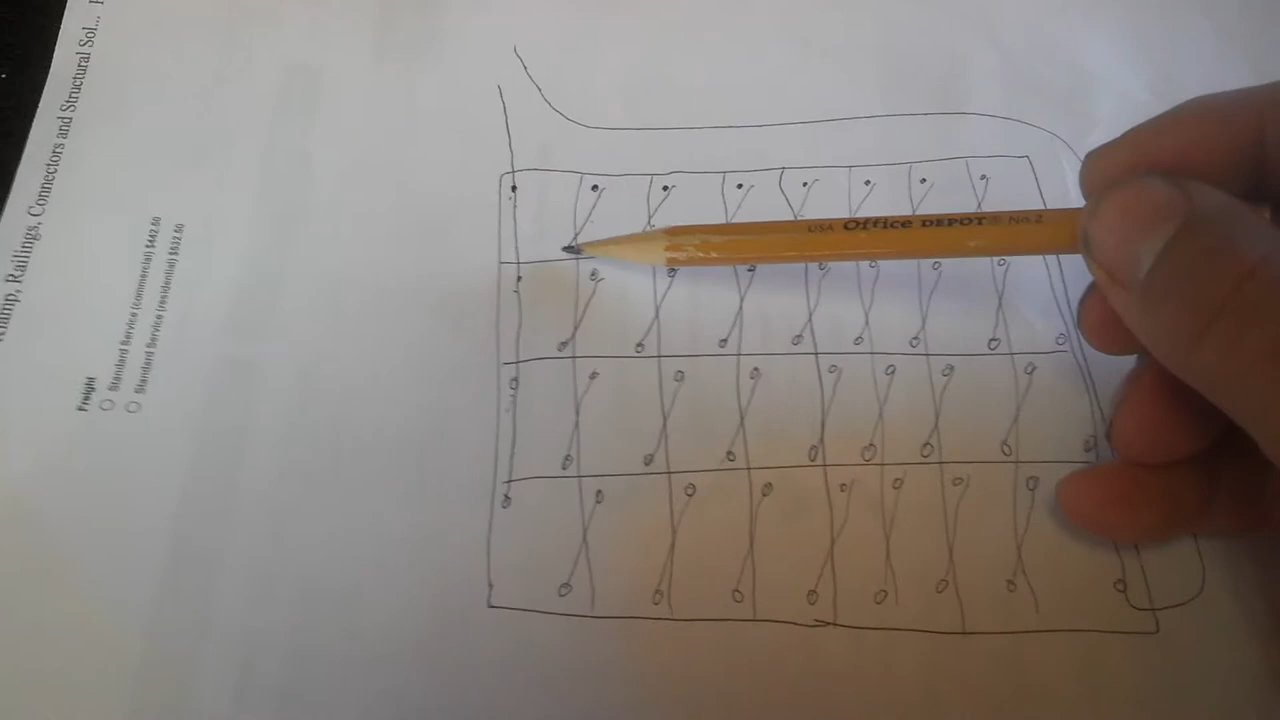 Railings, Connectors and Structural Sol...
Freight
Standard Service (commercial) $442.50
Standard Service (residential) $532.50
USA Office DEPOT® No.2